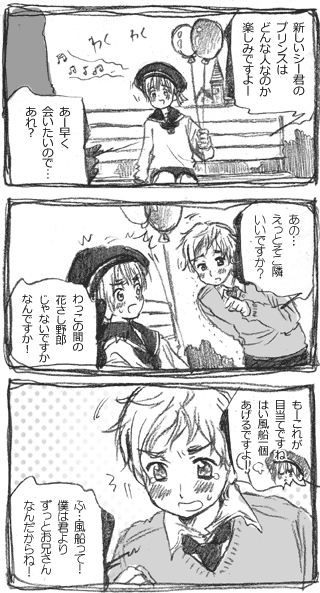 新しいシー君の
プリンスは
どんな人なのか
楽しみですよー
わくわく
あー早く
会いたいので…
あれ?
あの…
えっとそこ隣
いいですか?
わっこの間の
花さし野郎
じゃないですか
なんですか!
もーこれが
目当てですね
はい風船一個
あげるですよ!
ふ…風船って…
僕は君より
ずっとお兄さん
なんだからね!